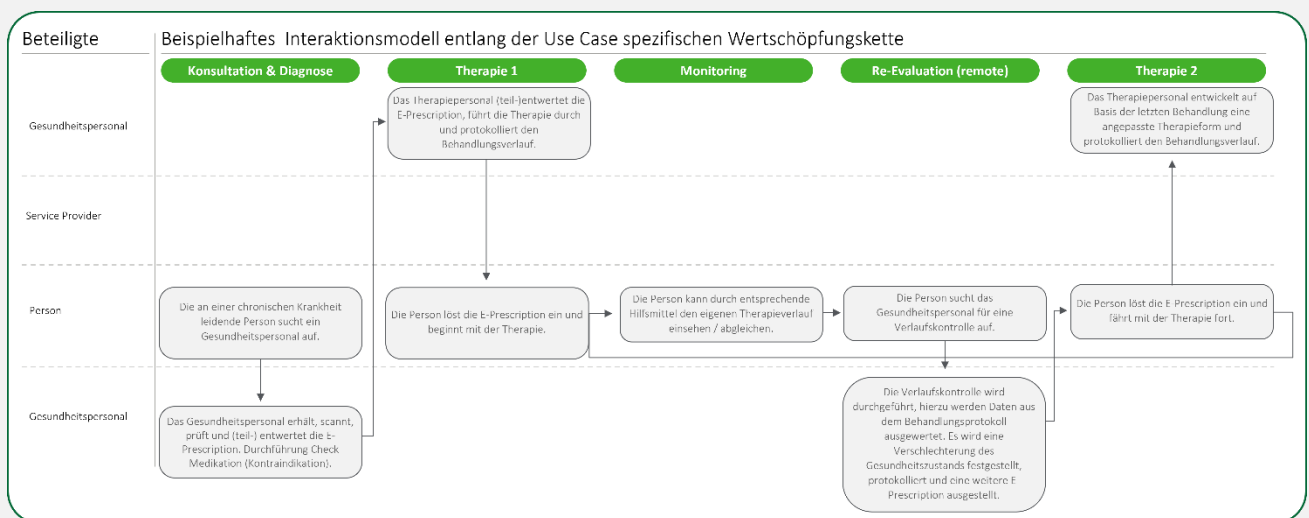 Beteiligte
Beispielhaftes Interaktionsmodell entlang der Use Case spezifischen Wertschöpfungskette
Konsultation & Diagnose
Therapie 1
Monitoring
Re-Evaluation (remote)
Therapie 2
Gesundheitspersonal
Das Therapiepersonal (teil-)entwertet die
E-Prescription, führt die Therapie durch
und protokolliert den
Behandlungsverlauf.
Das Therapiepersonal entwickelt auf
Basis der letzten Behandlung eine
angepasste Therapieform und
protokolliert den Behandlungsverlauf.
Service Provider
Person
Die an einer chronischen Krankheit
leidende Person sucht ein
Gesundheitspersonal auf.
Die Person löst die E-Prescription ein und
beginnt mit der Therapie.
Die Person kann durch entsprechende
Hilfsmittel den eigenen Therapieverlauf
einsehen / abgleichen.
Die Person sucht das
Gesundheitspersonal für eine
Verlaufskontrolle auf.
Die Person löst die E-Prescription ein und
fährt mit der Therapie fort.
Gesundheitspersonal
Das Gesundheitspersonal erhält, scannt,
prüft und (teil-) entwertet die E-
Prescription. Durchführung Check
Medikation (Kontraindikation).
Die Verlaufskontrolle wird
durchgeführt, hierzu werden Daten aus
dem Behandlungsprotokoll
ausgewertet. Es wird eine
Verschlechterung des
Gesundheitszustands festgestellt,
protokolliert und eine weitere E
Prescription ausgestellt.